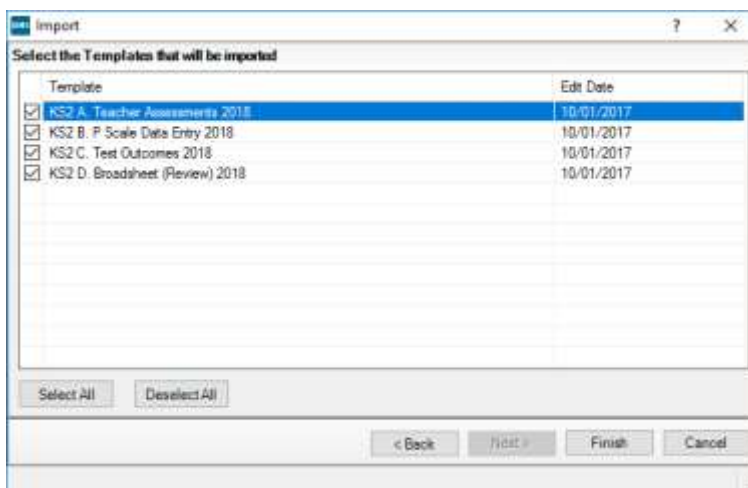 Import ?
Select the Templates that will be imported
Template Edit Date
KS2 A. Teacher Assessments 2018 10/01/2017
KS2 B. P Scale Data Entry 2018 10/01/2017
KS2 C. Test Outcomes 2018 10/01/2017
KS2 D. Broadsheet (Review) 2018 10/01/2017
Select All Deselect All
< Back Next > Finish Cancel